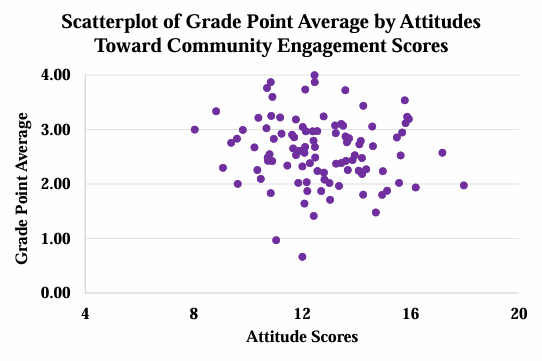 Scatterplot of Grade Point Average by Attitudes
Toward Community Engagement Scores
Grade Point Average
4.00
3.00
2.00
1.00
0.00
4 8 12 16 20
Attitude Scores